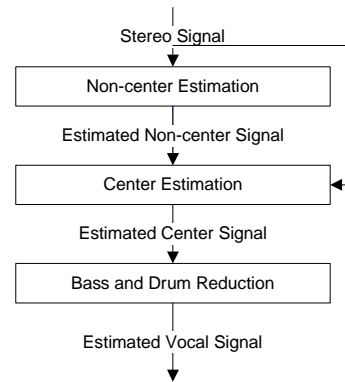 Stereo Signal
Non-center Estimation
Estimated Non-center Signal
Center Estimation
Estimated Center Signal
Bass and Drum Reduction
Estimated Vocal Signal